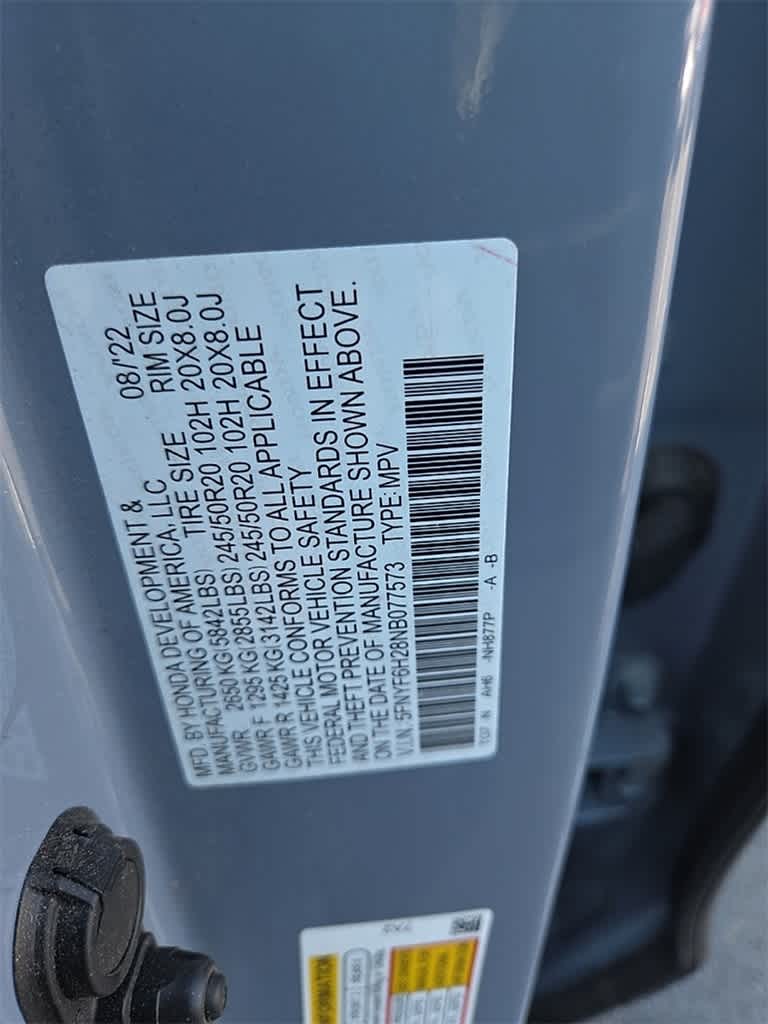 MFD. BY HONDA DEVELOPMENT & 08/'22
MANUFACTURING OF AMERICA, LLC
GVWR 2650 KG(5842LBS) TIRE SIZE RIM SIZE
GAWR F 1295 KG(2855LBS) 245/50R20 102H 20X8.0J
GAWR R 1425 KG(3142LBS) 245/50R20 102H 20X8.0J
THIS VEHICLE CONFORMS TO ALL APPLICABLE
FEDERAL MOTOR VEHICLE SAFETY
AND THEFT PREVENTION STANDARDS IN EFFECT
ON THE DATE OF MANUFACTURE SHOWN ABOVE.
V.I.N. 5FNYF6H28NB077573 TYPE:MPV
IN AH6 -NH877P -A -B